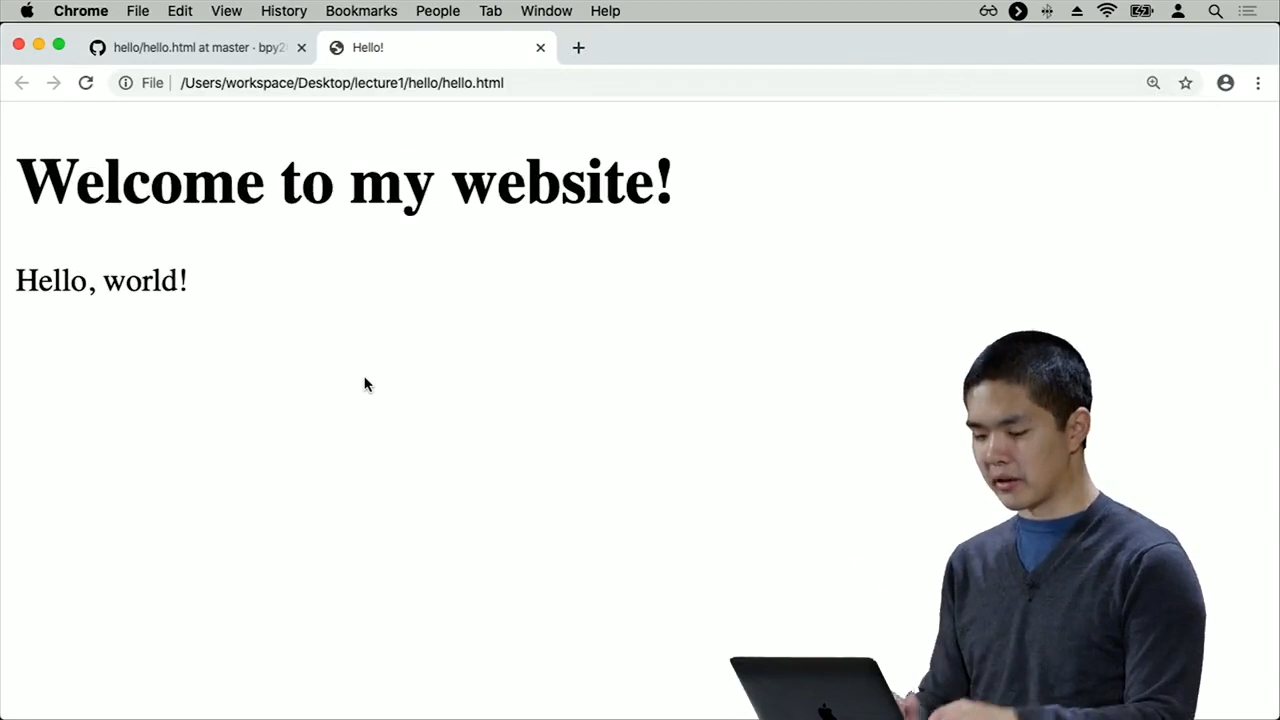 Chrome File Edit View History Bookmarks People Tab Window Help
hello/hello.html at master · bpy2
Hello!
File /Users/workspace/Desktop/lecture1/hello/hello.html
Welcome to my website!
Hello, world!